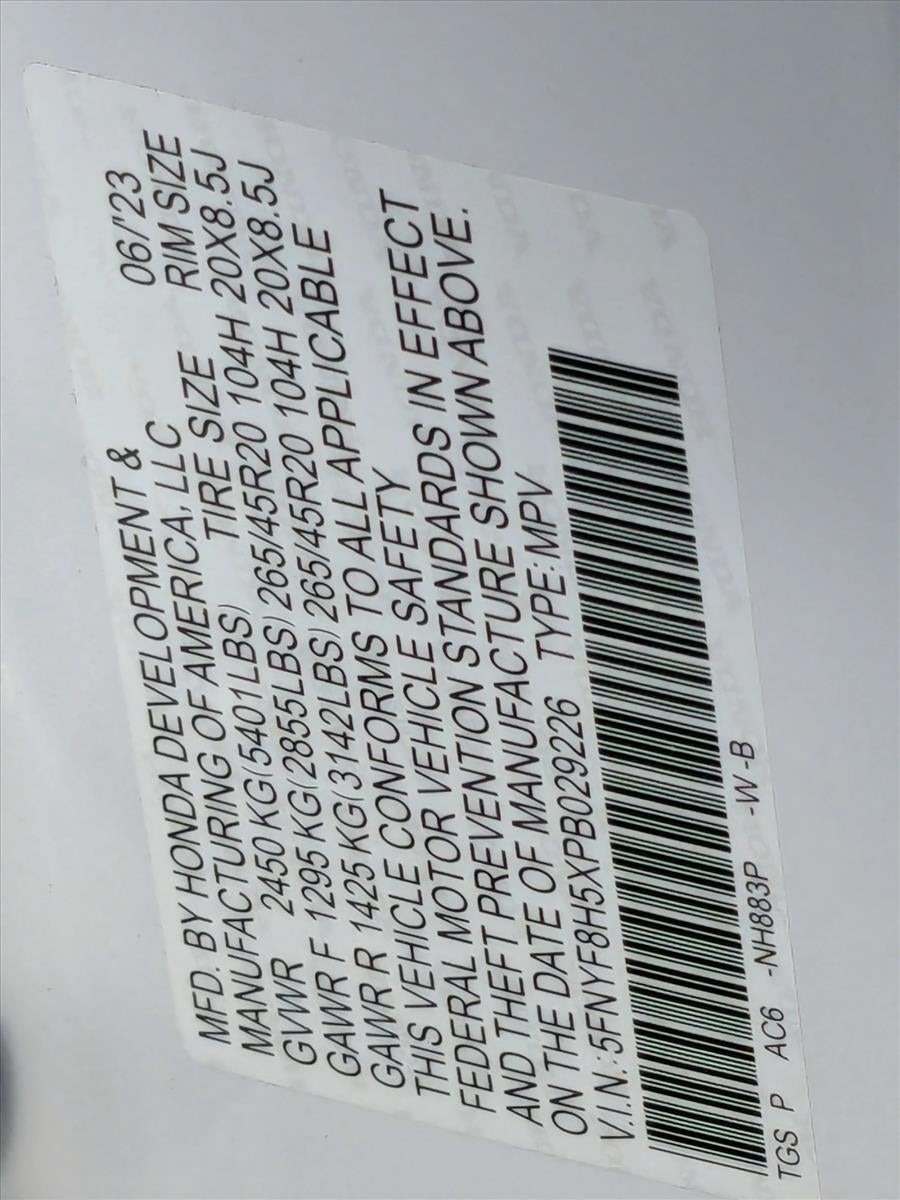 MFD. BY HONDA DEVELOPMENT & 06/'23
MANUFACTURING OF AMERICA, LLC RIM SIZE
GVWR 2450 KG(5401LBS) TIRE SIZE 20X8.5J
GAWR F 1295 KG(2855LBS) 265/45R20 104H 20X8.5J
GAWR R 1425 KG(3142LBS) 265/45R20 104H
THIS VEHICLE CONFORMS TO ALL APPLICABLE
FEDERAL MOTOR VEHICLE SAFETY
AND THEFT PREVENTION STANDARDS IN EFFECT
ON THE DATE OF MANUFACTURE SHOWN ABOVE.
V.I.N.:5FNYF8H5XPB029226 TYPE:MPV
TGS P AC6 -NH883P -W-B